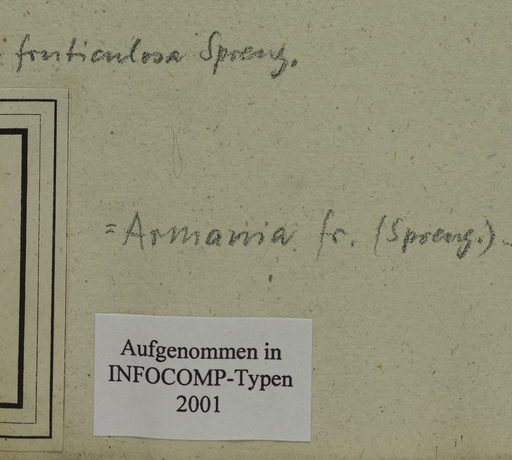 fruticulosa Spreng.
= Armania fr. (Spreng.)
Aufgenommen in
INFOCOMP-Typen
2001